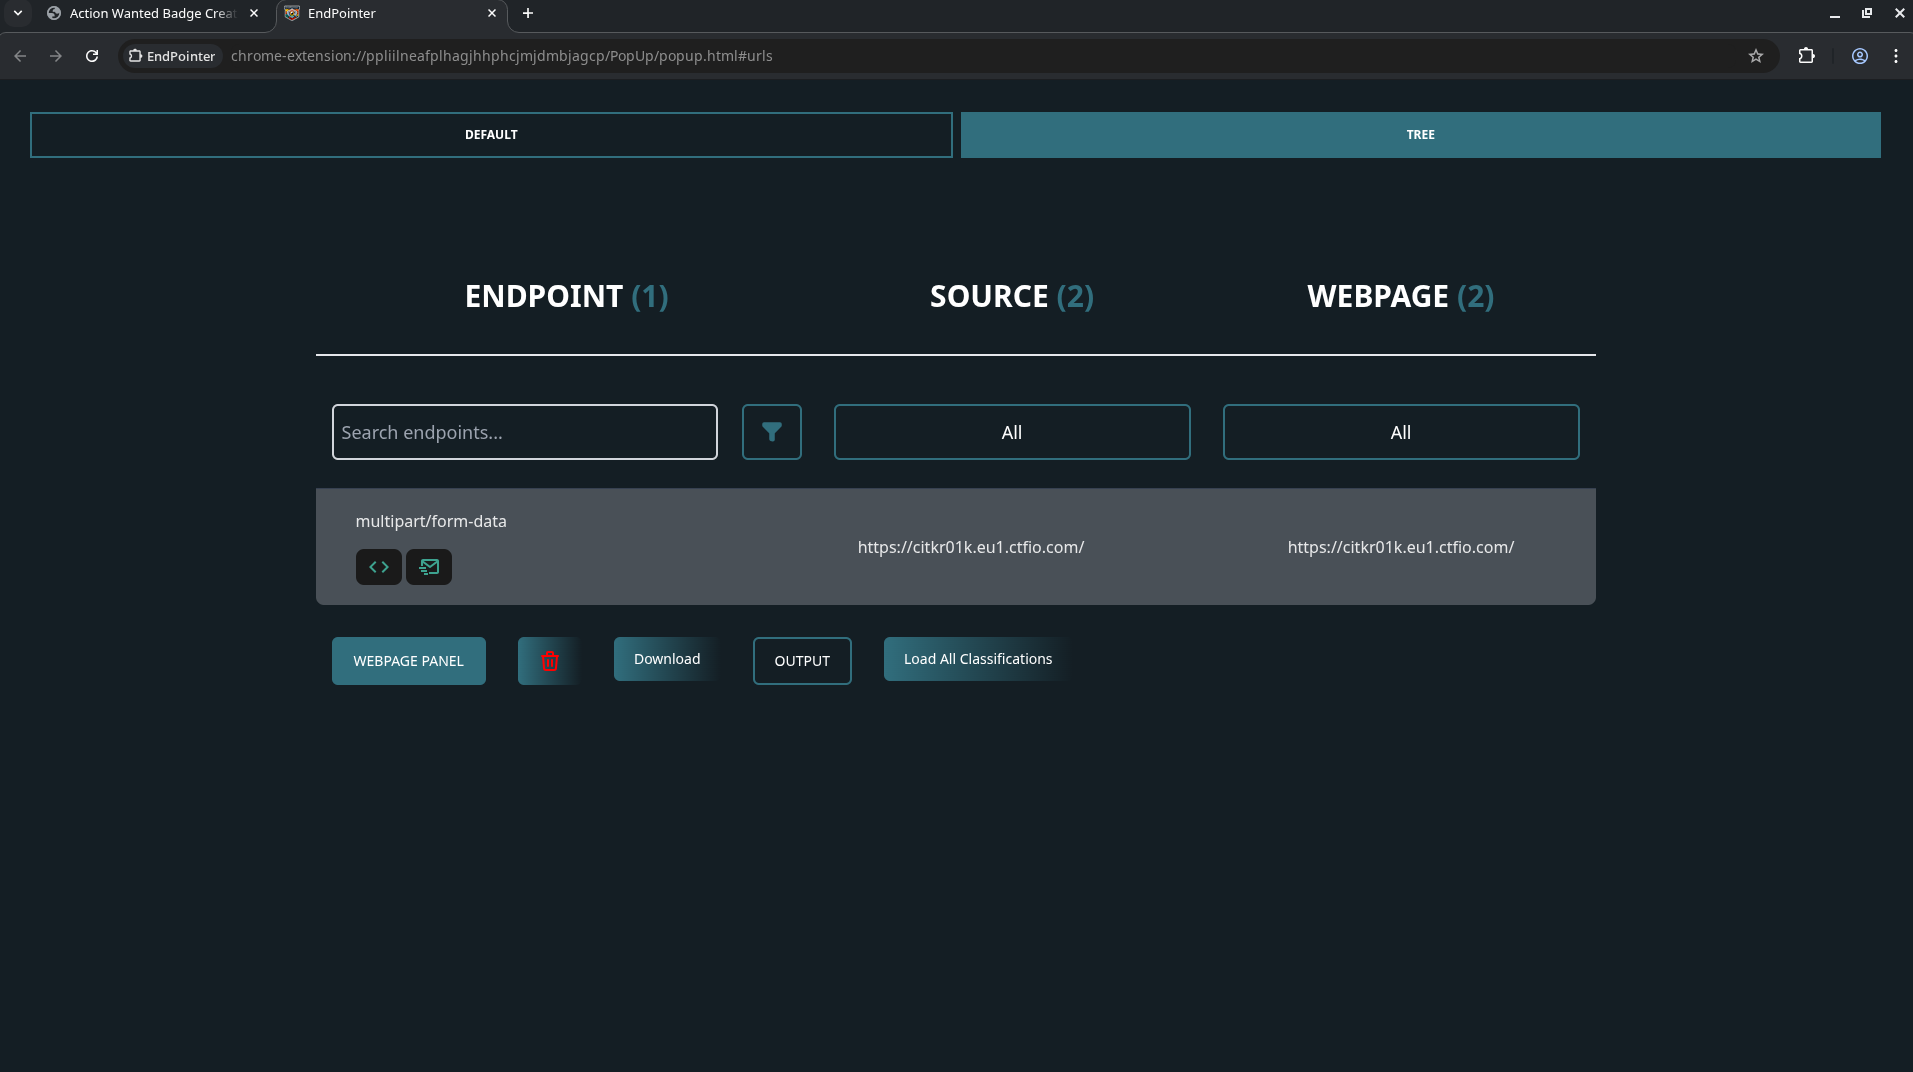 Action Wanted Badge Crea
EndPointer
EndPointer
chrome-extension://ppliilneafplhagjhhphcjmjdmbjagcp/PopUp/popup.html#urls
DEFAULT
TREE
ENDPOINT (1)
SOURCE (2)
WEBPAGE (2)
Search endpoints...
All
All
multipart/form-data
https://citkr01k.eu1.ctfio.com/
https://citkr01k.eu1.ctfio.com/
WEBPAGE PANEL
Download
OUTPUT
Load All Classifications